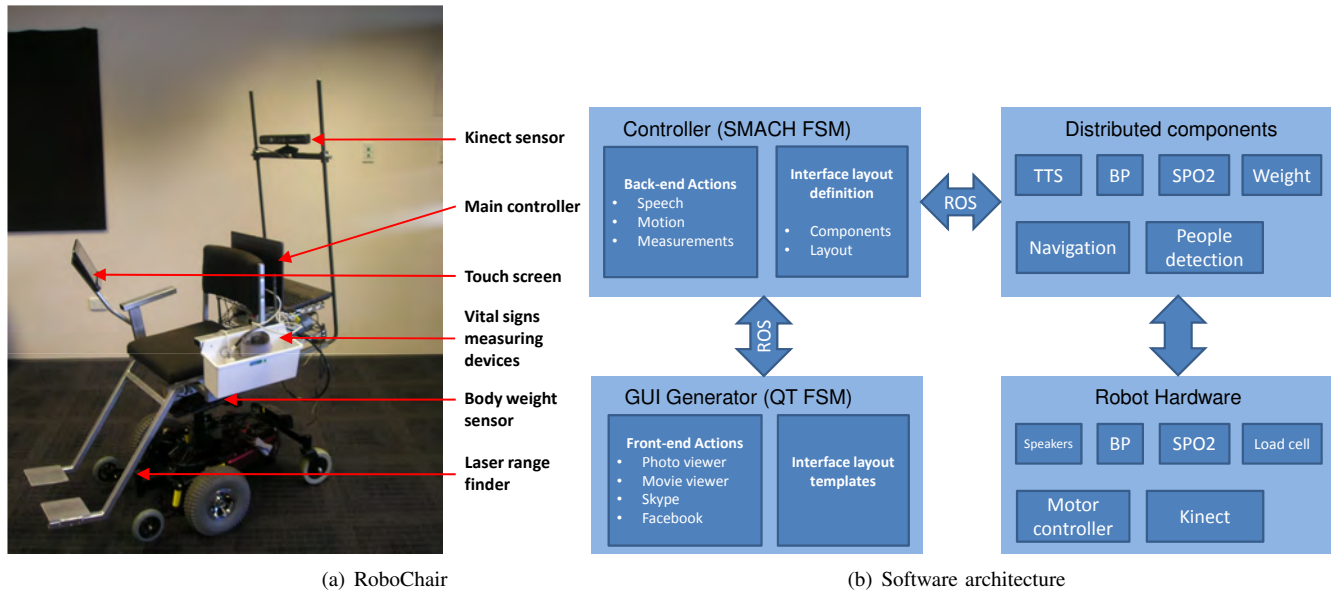 Kinect sensor
Main controller
Touch screen
Vital signs
measuring
devices
Body weight
sensor
Laser range
finder
(a) RoboChair
Controller (SMACH FSM)
Back-end Actions
• Speech
• Motion
• Measurements
Interface layout
definition
• Components
• Layout
ROS
Distributed components
TTS
BP
SPO2
Weight
Navigation
People
detection
ROS
GUI Generator (QT FSM)
Front-end Actions
• Photo viewer
• Movie viewer
• Skype
• Facebook
Interface layout
templates
Robot Hardware
Speakers
BP
SPO2
Load cell
Motor
controller
Kinect
(b) Software architecture